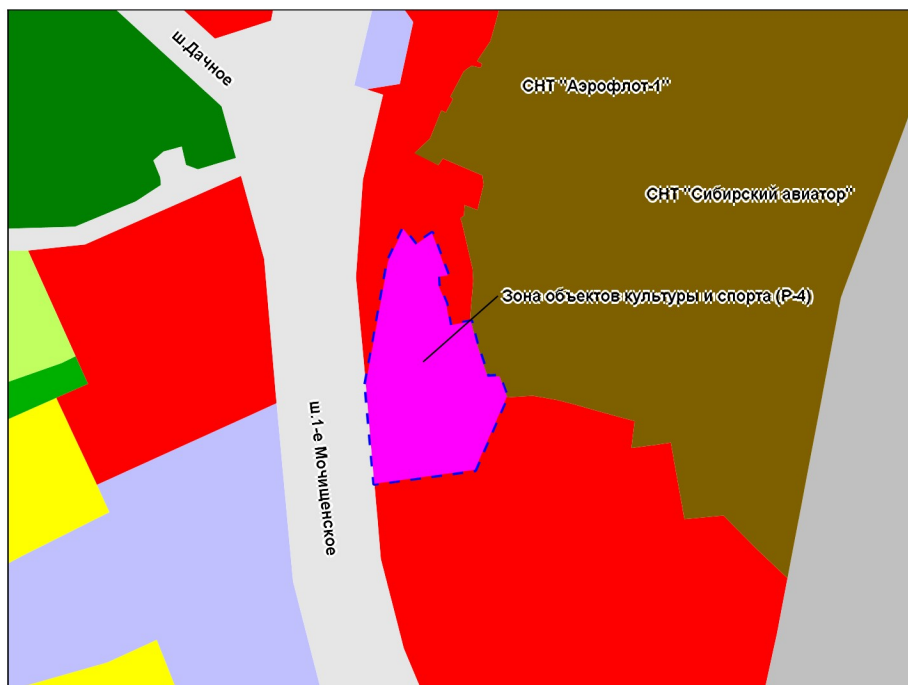 ш.Дачное
СНТ "Аэрофлот-1"
СНТ "Сибирский авиатор"
Зона объектов культуры и спорта (Р-4)
ш.1-е Мочищенское